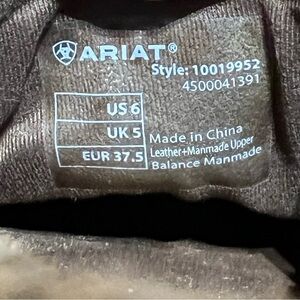 ARIAT®
Style: 10019952
4500041391
US 6
UK 5
EUR 37.5
Made in China
Leather+Manmade Upper
Balance Manmade